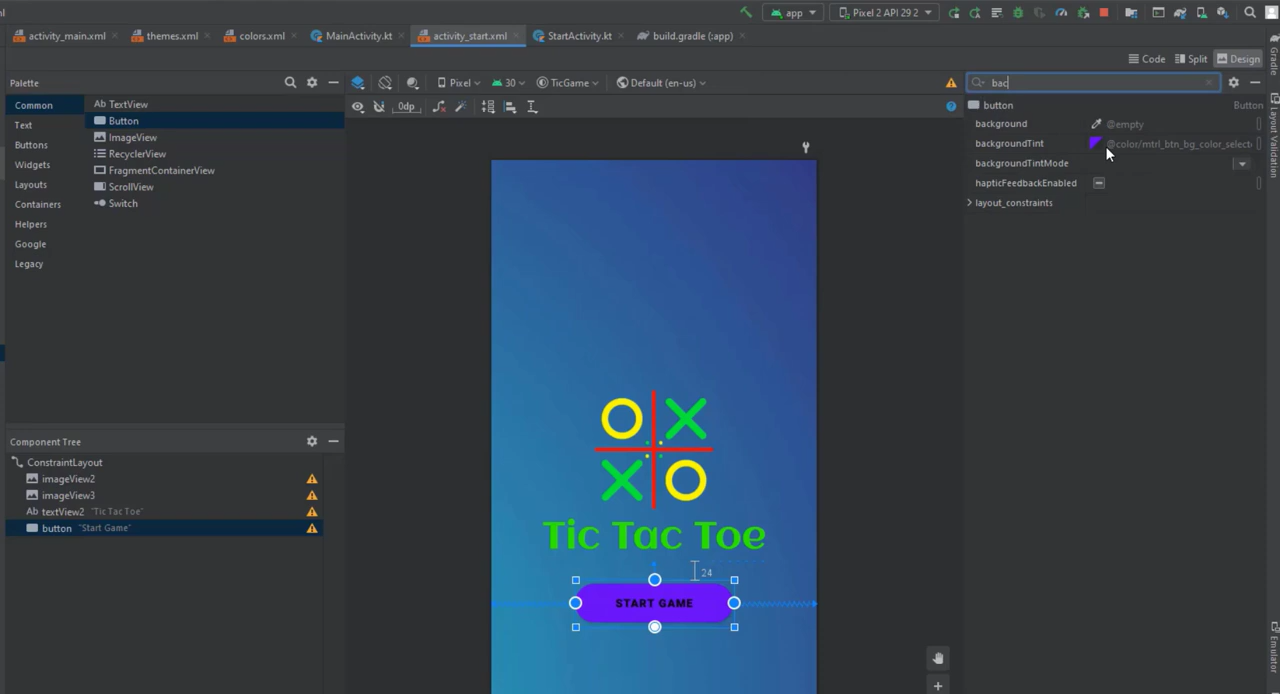 app
Pixel 2 API 29 2
activity_main.xml
themes.xml
colors.xml
MainActivity.kt
activity_start.xml
StartActivity.kt
build.gradle (:app)
Code
Split
Design
Palette
Pixel
30
TicGame
Default (en-us)
bac
0dp
Common
Text
Buttons
Widgets
Layouts
Containers
Helpers
Google
Legacy
Ab TextView
Button
ImageView
RecyclerView
FragmentContainerView
ScrollView
Switch
button
Button
background
@empty
backgroundTint
@color/mtrl_btn_bg_color_select
backgroundTintMode
hapticFeedbackEnabled
layout_constraints
Gradle
Layout Validation
Emulator
Tic Tac Toe
24
START GAME
Component Tree
ConstraintLayout
imageView2
imageView3
Ab textView2 "Tic Tac Toe"
button "Start Game"